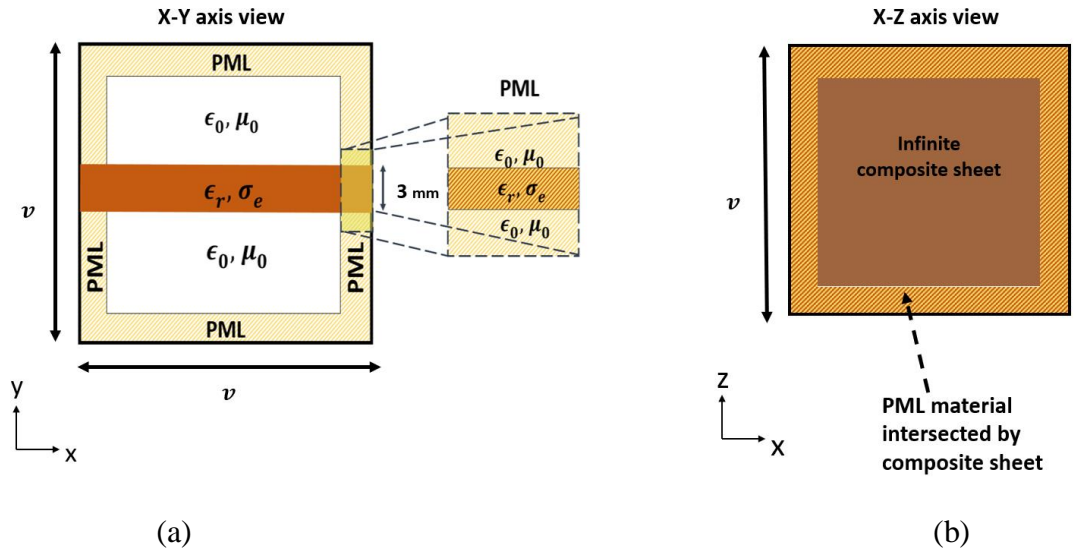 X-Y axis view
PML
ϵ₀, μ₀
PML
ϵ₀, μ₀
ϵᵣ, σₑ
3 mm
ϵᵣ, σₑ
ϵ₀, μ₀
v
ϵ₀, μ₀
PML
PML
PML
v
y
x
(a)
X-Z axis view
v
Infinite
composite sheet
Z
X
PML material
intersected by
composite sheet
(b)